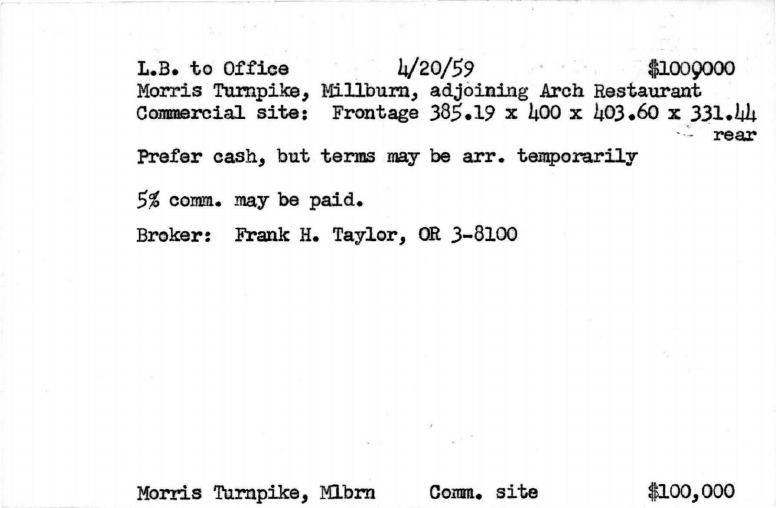 L.B. to Office 4/20/59 $1009000
Morris Turnpike, Millburn, adjoining Arch Restaurant
Commercial site: Frontage 385.19 x 400 x 403.60 x 331.44
rear
Prefer cash, but terms may be arr. temporarily
5% comm. may be paid.
Broker: Frank H. Taylor, OR 3-8100
Morris Turnpike, Mlbrn Comm. site $100,000